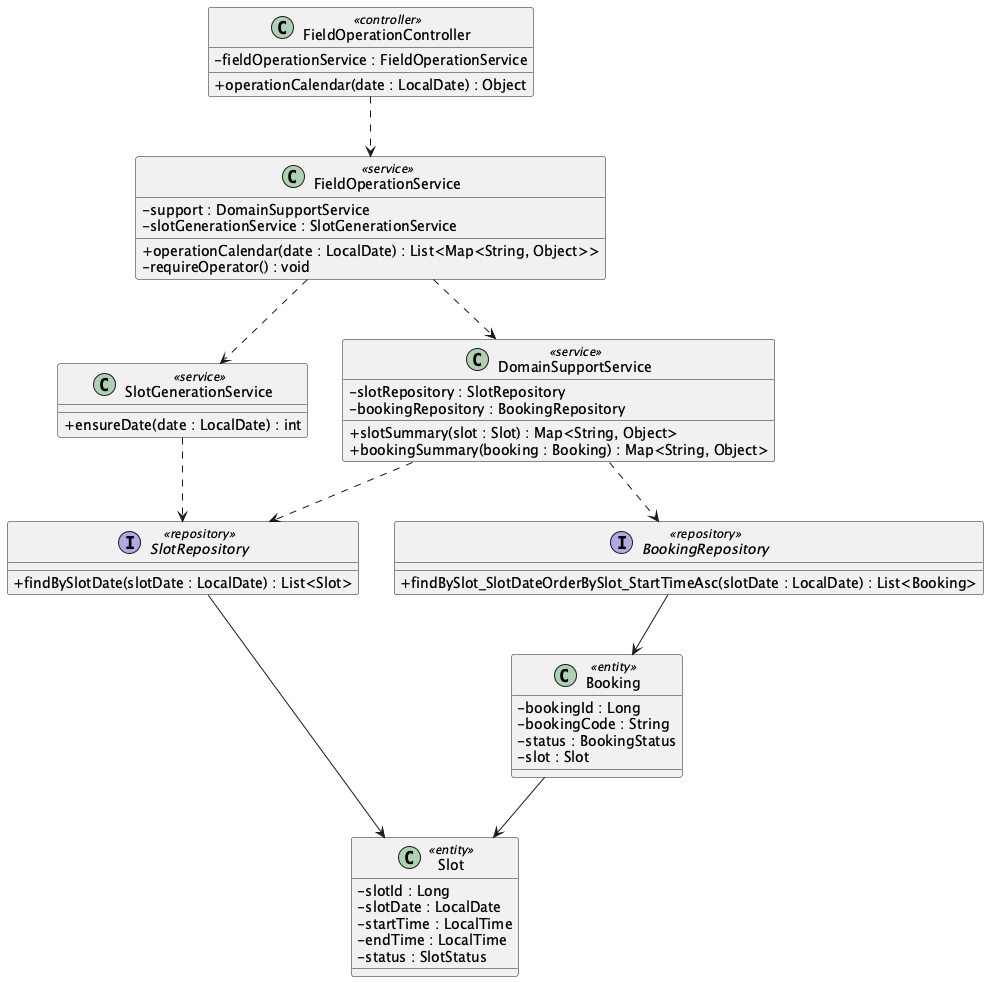 C
«controller»
FieldOperationController
-fieldOperationService : FieldOperationService
+operationCalendar(date : LocalDate) : Object
C
«service»
FieldOperationService
-support : DomainSupportService
-slotGenerationService : SlotGenerationService
+operationCalendar(date : LocalDate) : List<Map<String, Object>>
-requireOperator() : void
C
«service»
SlotGenerationService
+ensureDate(date : LocalDate) : int
C
«service»
DomainSupportService
-slotRepository : SlotRepository
-bookingRepository : BookingRepository
+slotSummary(slot : Slot) : Map<String, Object>
+bookingSummary(booking : Booking) : Map<String, Object>
I
«repository»
SlotRepository
+findBySlotDate(slotDate : LocalDate) : List<Slot>
I
«repository»
BookingRepository
+findBySlot_SlotDateOrderBySlot_StartTimeAsc(slotDate : LocalDate) : List<Booking>
C
«entity»
Booking
-bookingId : Long
-bookingCode : String
-status : BookingStatus
-slot : Slot
C
«entity»
Slot
-slotId : Long
-slotDate : LocalDate
-startTime : LocalTime
-endTime : LocalTime
-status : SlotStatus